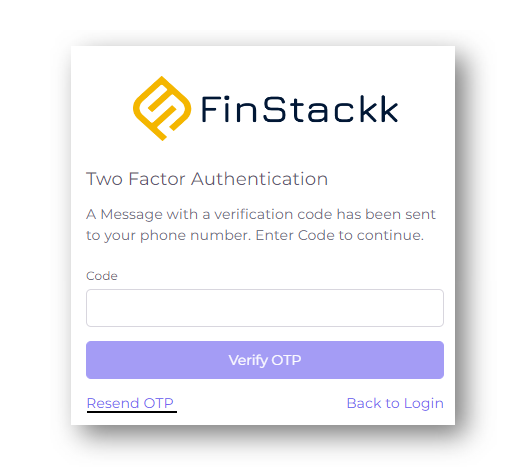 FinStackk
Two Factor Authentication
A Message with a verification code has been sent
to your phone number. Enter Code to continue.
Code
Verify OTP
Resend OTP
Back to Login